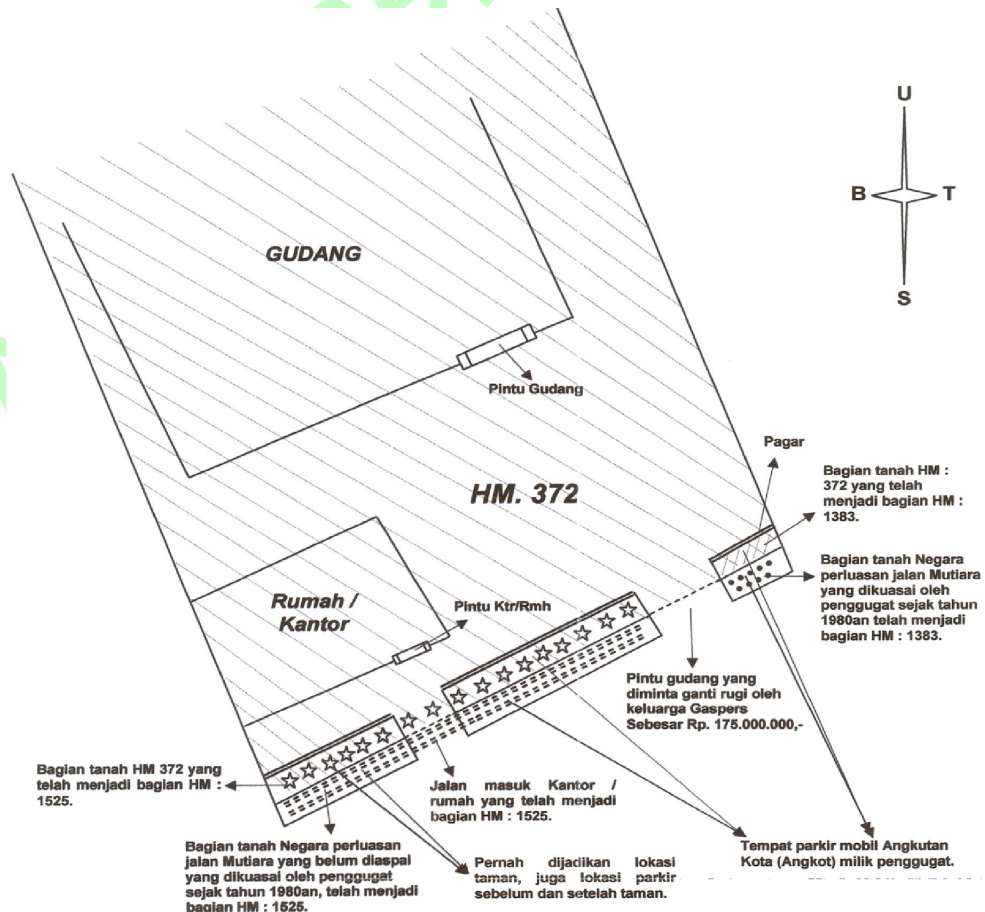 U
B T
S
GUDANG
Pintu Gudang
Pagar
HM. 372
Bagian tanah HM :
372 yang telah
menjadi bagian HM :
1383.
Bagian tanah Negara
perluasan jalan Mutiara
yang dikuasai oleh
penggugat sejak tahun
1980an telah menjadi
bagian HM : 1383.
Rumah /
Kantor
Pintu Ktr/Rmh
Pintu gudang yang
diminta ganti rugi oleh
keluarga Gaspers
Sebesar Rp. 175.000.000,-
Bagian tanah HM 372 yang
telah menjadi bagian HM :
1525.
Jalan masuk Kantor /
rumah yang telah menjadi
bagian HM : 1525.
Bagian tanah Negara perluasan
jalan Mutiara yang belum diaspal
yang dikuasai oleh penggugat
sejak tahun 1980an, telah menjadi
bagian HM : 1525.
Pernah dijadikan lokasi
taman, juga lokasi parkir
sebelum dan setelah taman.
Tempat parkir mobil Angkutan
Kota (Angkot) milik penggugat.